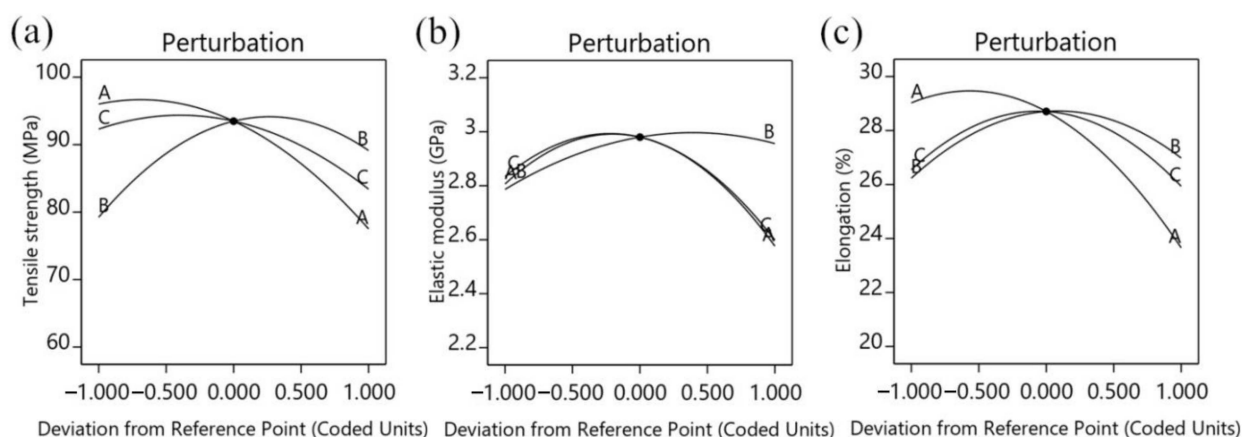 (a)
Perturbation
Tensile strength (MPa)
100
90
80
70
60
A
C
B
B
C
A
−1.000 −0.500 0.000 0.500 1.000
Deviation from Reference Point (Coded Units)
(b)
Perturbation
Elastic modulus (GPa)
3.2
3
2.8
2.6
2.4
2.2
C
A
B
B
C
A
−1.000 −0.500 0.000 0.500 1.000
Deviation from Reference Point (Coded Units)
(c)
Perturbation
Elongation (%)
30
28
26
24
22
20
A
C
B
B
C
A
−1.000 −0.500 0.000 0.500 1.000
Deviation from Reference Point (Coded Units)